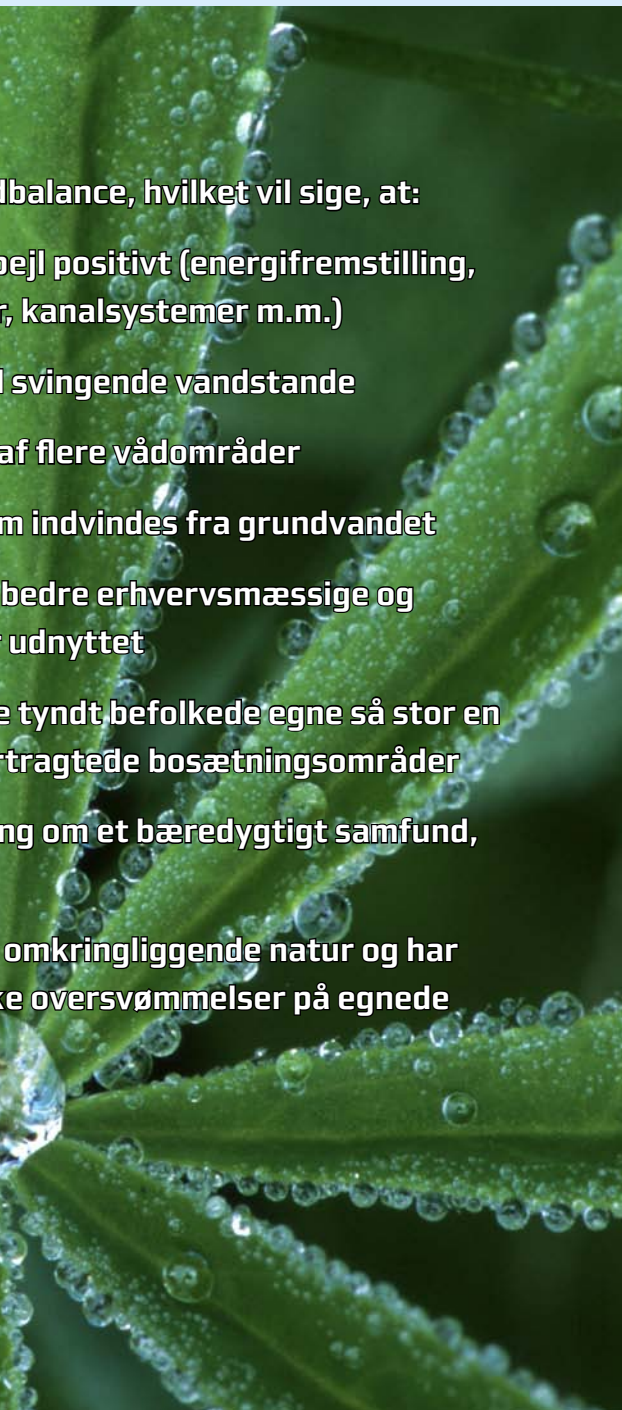 dbalance, hvilket vil sige, at:
pejl positivt (energifremstilling,
r, kanalsystemer m.m.)
l svingende vandstande
af flere vådområder
m indvindes fra grundvandet
bedre erhvervsmæssige og
r udnyttet
e tyndt befolkede egne så stor en
rtragtede bosætningsområder
ng om et bæredygtigt samfund,
omkringliggende natur og har
ke oversvømmelser på egnede